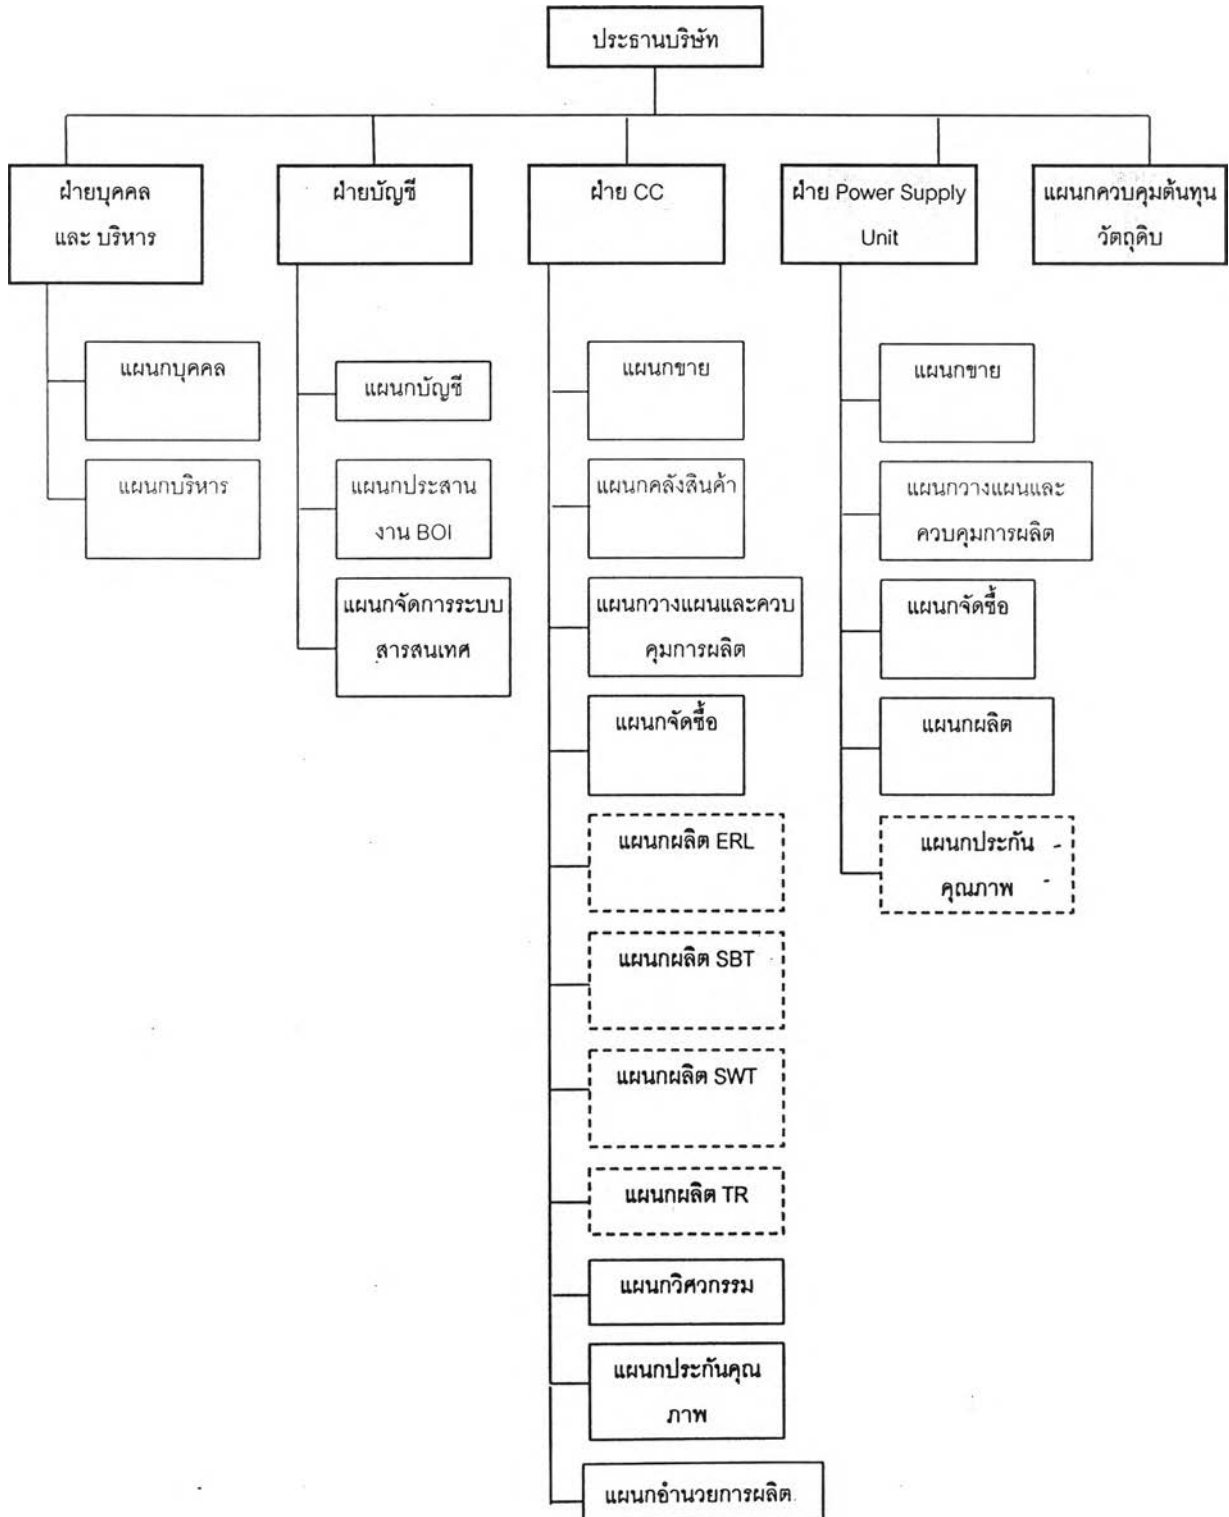 ประธานบริษัท
ฝ่ายบุคคล
และ บริหาร
ฝ่ายบัญชี
ฝ่าย CC
ฝ่าย Power Supply
Unit
แผนกควบคุมต้นทุน
วัตถุดิบ
แผนกบุคคล
แผนกบริหาร
แผนกบัญชี
แผนกประสาน
งาน BOI
แผนกจัดการระบบ
สารสนเทศ
แผนกขาย
แผนกคลังสินค้า
แผนกวางแผนและควบ
คุมการผลิต
แผนกจัดซื้อ
แผนกผลิต ERL
แผนกผลิต SBT
แผนกผลิต SWT
แผนกผลิต TR
แผนกวิศวกรรม
แผนกประกันคุณ
ภาพ
แผนกอำนวยการผลิต
แผนกขาย
แผนกวางแผนและ
ควบคุมการผลิต
แผนกจัดซื้อ
แผนกผลิต
แผนกประกัน
คุณภาพ